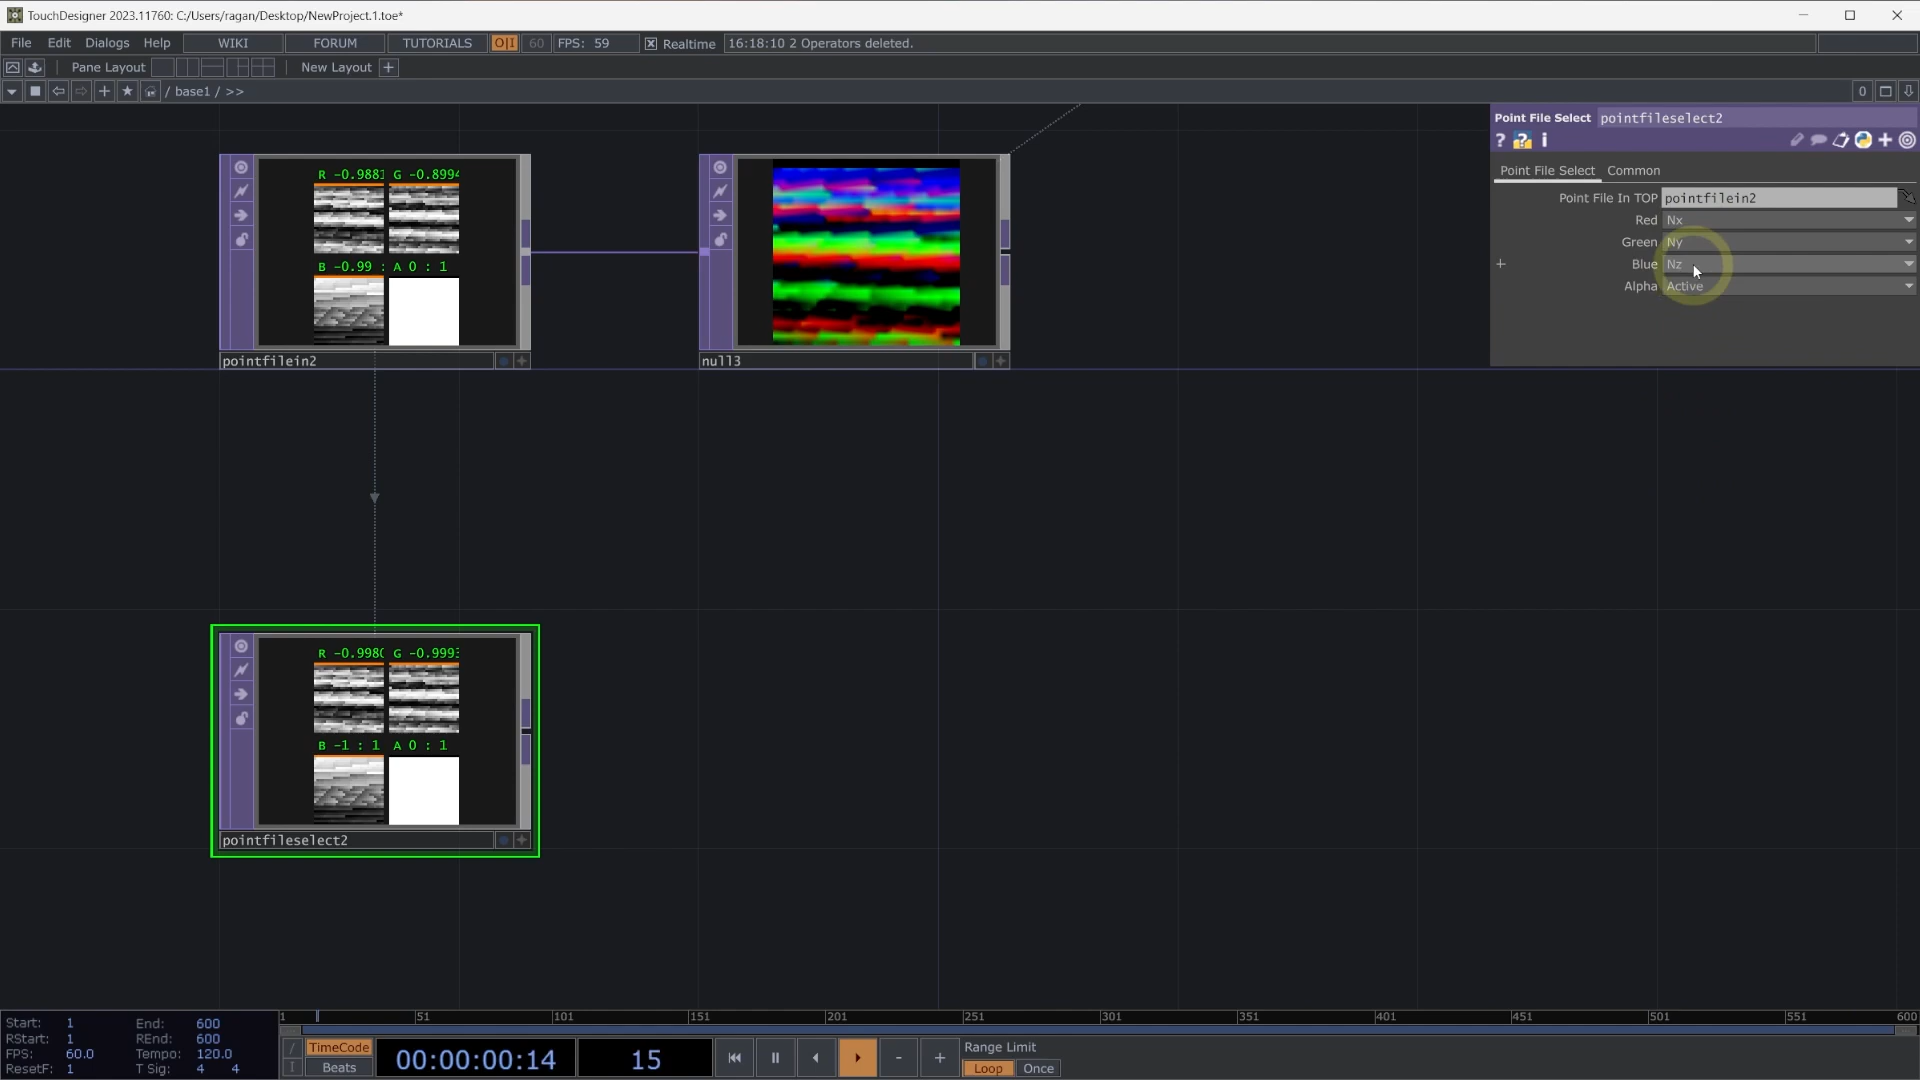 TouchDesigner 2023.11760: C:/Users/ragan/Desktop/NewProject.1.toe*
File Edit Dialogs Help WIKI FORUM TUTORIALS O|I 60 FPS: 59 Realtime 16:18:10 2 Operators deleted.
Pane Layout New Layout +
/ base1 / >> 0
Point File Select pointfileselect2
? ? i
Point File Select Common
Point File In TOP pointfilein2
Red Nx
Green Ny
+ Blue Nz
Alpha Active
R -0.9881 G -0.8994
B -0.99 : A 0 : 1
pointfilein2
null3
R -0.9980 G -0.9993
B -1 : 1 A 0 : 1
pointfileselect2
1 51 101 151 201 251 301 351 401 451 501 551 600
Start: 1 End: 600
RStart: 1 REnd: 600
FPS: 60.0 Tempo: 120.0
ResetF: 1 T Sig: 4 4
TimeCode
Beats
00:00:00:14
15
- +
Range Limit
Loop Once